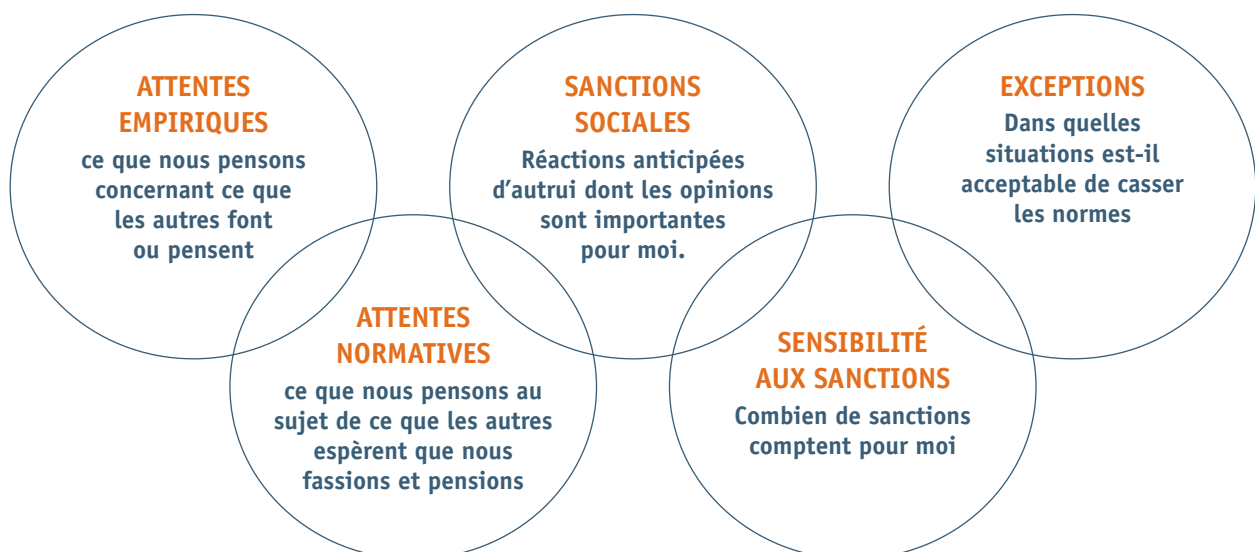 ATTENTES
EMPIRIQUES
ce que nous pensons
concernant ce que
les autres font
ou pensent
ATTENTES
NORMATIVES
ce que nous pensons au
sujet de ce que les autres
espèrent que nous
fassions et pensions
SANCTIONS
SOCIALES
Réactions anticipées
d’autrui dont les opinions
sont importantes
pour moi.
SENSIBILITÉ
AUX SANCTIONS
Combien de sanctions
comptent pour moi
EXCEPTIONS
Dans quelles
situations est-il
acceptable de casser
les normes